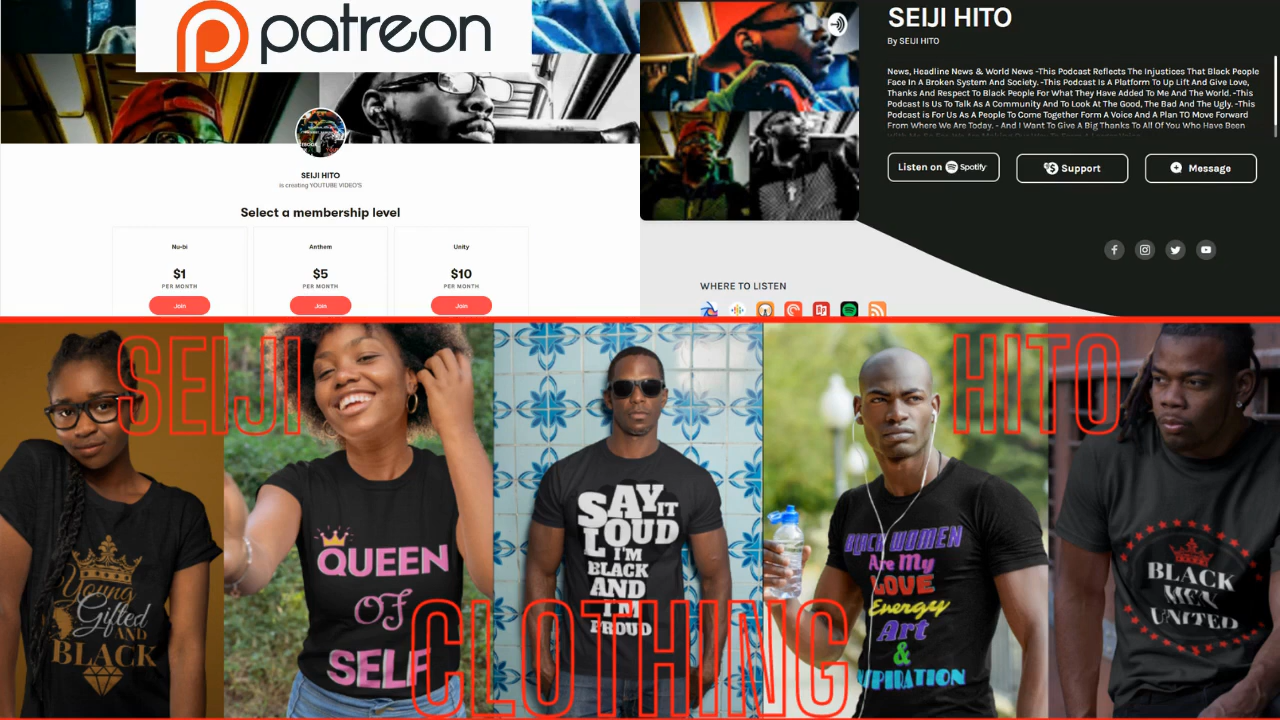 patreon
SEIJI HITO
is creating YOUTUBE VIDEO'S
Select a membership level
Nu-bi
Anthem
Unity
$1
$5
$10
PER MONTH
PER MONTH
PER MONTH
Join
Join
Join
SEIJI HITO
By SEIJI HITO
News, Headline News & World News -This Podcast Reflects The Injustices That Black People
Face In A Broken System And Society. -This Podcast Is A Platform To Up Lift And Give Love,
Thanks And Respect To Black People For What They Have Added To Me And The World. -This
Podcast Is Us To Talk As A Community And To Look At The Good, The Bad And The Ugly. -This
Podcast is For Us As A People To Come Together Form A Voice And A Plan TO Move Forward
From Where We Are Today. - And I Want To Give A Big Thanks To All Of You Who Have Been
Listen on Spotify
Support
Message
WHERE TO LISTEN
SEIJI
HITO
CLOTHING
Young
Gifted
AND
BLACK
QUEEN
OF
SELF
SAY IT
LOUD
I'M
BLACK
AND
I'M
PROUD
BLACK WOMEN
Are My
LOVE
Energy
Art
&
BLACK
MEN
UNITED